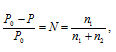 (P₀ - P)/P₀ = N = n₁/(n₁ + n₂),